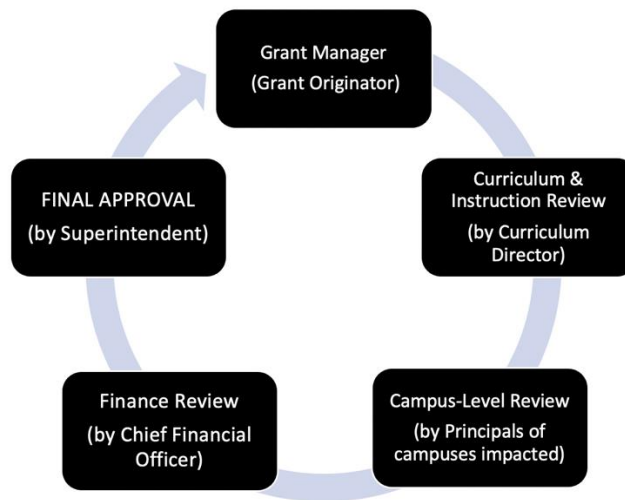 Grant Manager
(Grant Originator)
Curriculum &
Instruction Review
(by Curriculum
Director)
Campus-Level Review
(by Principals of
campuses impacted)
Finance Review
(by Chief Financial
Officer)
FINAL APPROVAL
(by Superintendent)